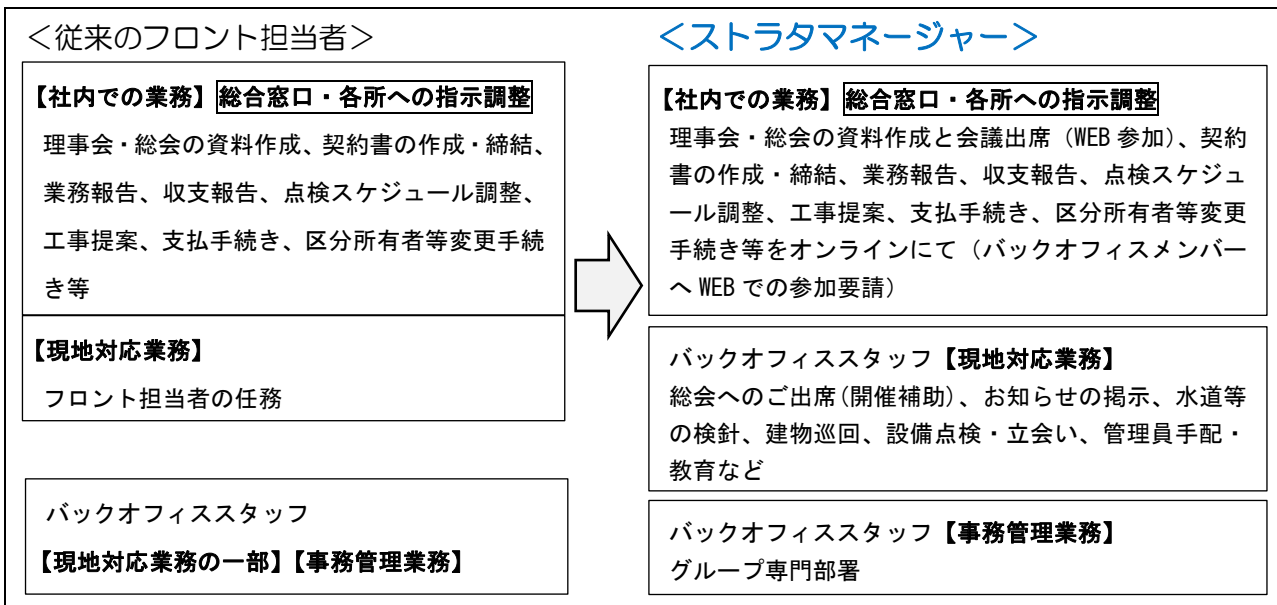 ＜従来のフロント担当者＞
【社内での業務】総合窓口・各所への指示調整
理事会・総会の資料作成、契約書の作成・締結、
業務報告、収支報告、点検スケジュール調整、
工事提案、支払手続き、区分所有者等変更手続
き等
【現地対応業務】
フロント担当者の任務
バックオフィススタッフ
【現地対応業務の一部】【事務管理業務】
＜ストラタマネージャー＞
【社内での業務】総合窓口・各所への指示調整
理事会・総会の資料作成と会議出席（WEB 参加）、契約
書の作成・締結、業務報告、収支報告、点検スケジュ
ール調整、工事提案、支払手続き、区分所有者等変更
手続き等をオンラインにて（バックオフィスメンバー
へ WEB での参加要請）
バックオフィススタッフ【現地対応業務】
総会へのご出席(開催補助)、お知らせの掲示、水道等
の検針、建物巡回、設備点検・立会い、管理員手配・
教育など
バックオフィススタッフ【事務管理業務】
グループ専門部署